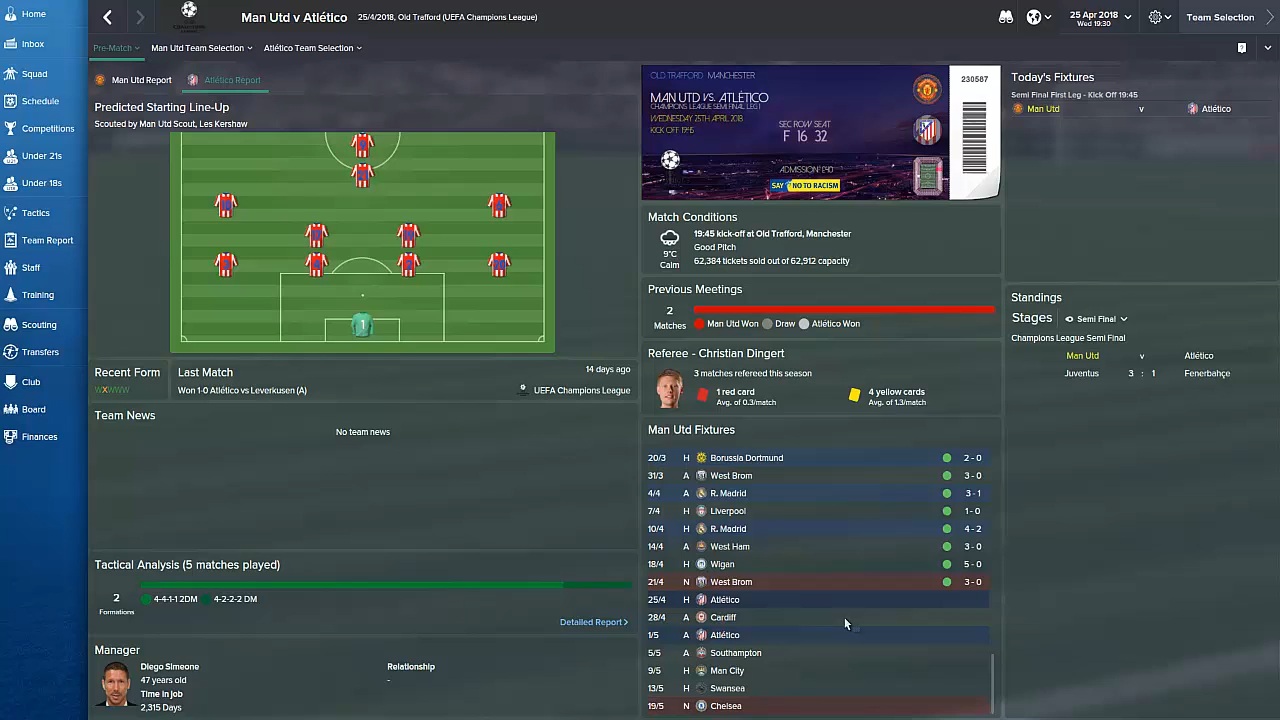 Home
Man Utd v Atlético
25/4/2018, Old Trafford (UEFA Champions League)
25 Apr 2018
Wed 19:30
Team Selection
Inbox
Squad
Schedule
Competitions
Under 21s
Under 18s
Tactics
Team Report
Staff
Training
Scouting
Transfers
Club
Board
Finances
Pre-Match
Man Utd Team Selection
Atlético Team Selection
Man Utd Report
Atlético Report
Predicted Starting Line-Up
Scouted by Man Utd Scout, Les Kershaw
1
Recent Form
WXWWW
Last Match
14 days ago
Won 1-0 Atlético vs Leverkusen (A)
UEFA Champions League
Team News
No team news
Tactical Analysis (5 matches played)
2
Formations
4-4-1-1 2DM
4-2-2-2 DM
Detailed Report >
Manager
Diego Simeone
47 years old
Time in job
2,315 Days
Relationship
-
OLD TRAFFORD MANCHESTER
MAN UTD VS. ATLÉTICO
CHAMPIONS LEAGUE SEMI FINAL LEG 1
WEDNESDAY 25TH APRIL 2018
KICK OFF 19:45
SEC ROW SEAT
F 16 32
ADMISSION £40
SAY NO TO RACISM
230587
Match Conditions
19:45 kick-off at Old Trafford, Manchester
Good Pitch
62,384 tickets sold out of 62,912 capacity
9°C
Calm
Previous Meetings
2
Matches
Man Utd Won
Draw
Atlético Won
Referee - Christian Dingert
3 matches refereed this season
1 red card
Avg. of 0.3/match
4 yellow cards
Avg. of 1.3/match
Man Utd Fixtures
20/3 H Borussia Dortmund 2 - 0
31/3 A West Brom 3 - 0
4/4 A R. Madrid 3 - 1
7/4 H Liverpool 1 - 0
10/4 H R. Madrid 4 - 2
14/4 A West Ham 3 - 0
18/4 H Wigan 5 - 0
21/4 N West Brom 3 - 0
25/4 H Atlético
28/4 A Cardiff
1/5 A Atlético
5/5 A Southampton
9/5 H Man City
13/5 H Swansea
19/5 N Chelsea
Today's Fixtures
Semi Final First Leg - Kick Off 19:45
Man Utd v Atlético
Standings
Stages
Semi Final
Champions League Semi Final
Man Utd v Atlético
Juventus 3 : 1 Fenerbahçe